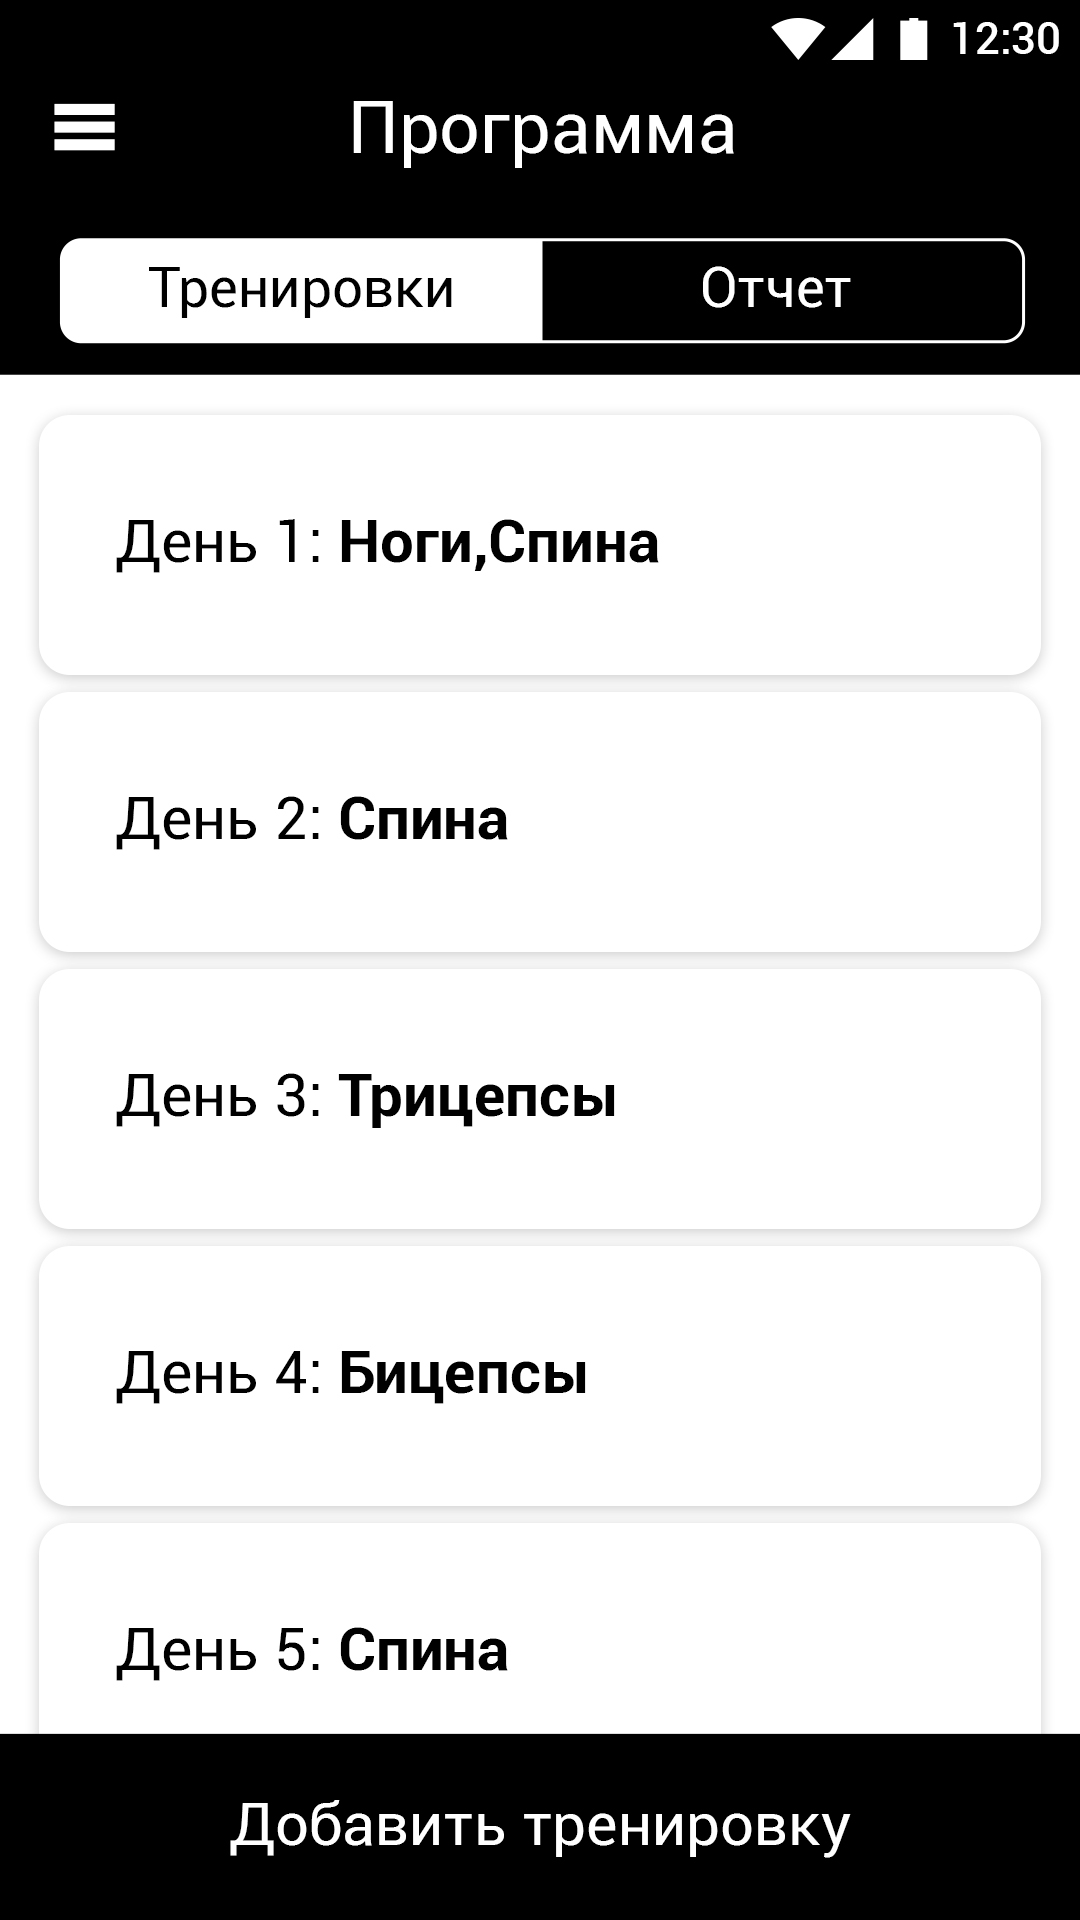 12:30
Программа
Тренировки
Отчет
День 1: Ноги,Спина
День 2: Спина
День 3: Трицепсы
День 4: Бицепсы
День 5: Спина
Добавить тренировку